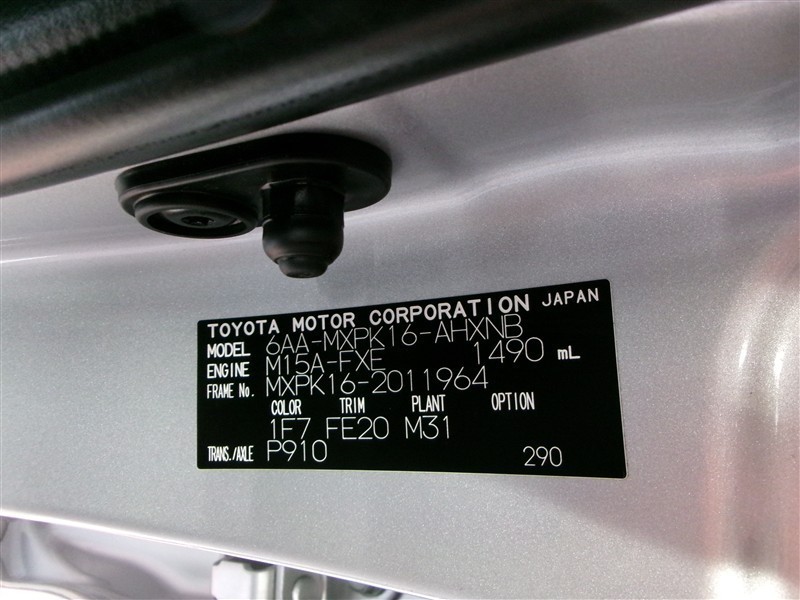 TOYOTA MOTOR CORPORATION JAPAN
MODEL 6AA-MXPK16-AHXNB
ENGINE M15A-FXE 1490 mL
FRAME No. MXPK16-2011964
COLOR TRIM PLANT OPTION
1F7 FE20 M31
TRANS./AXLE P910 290